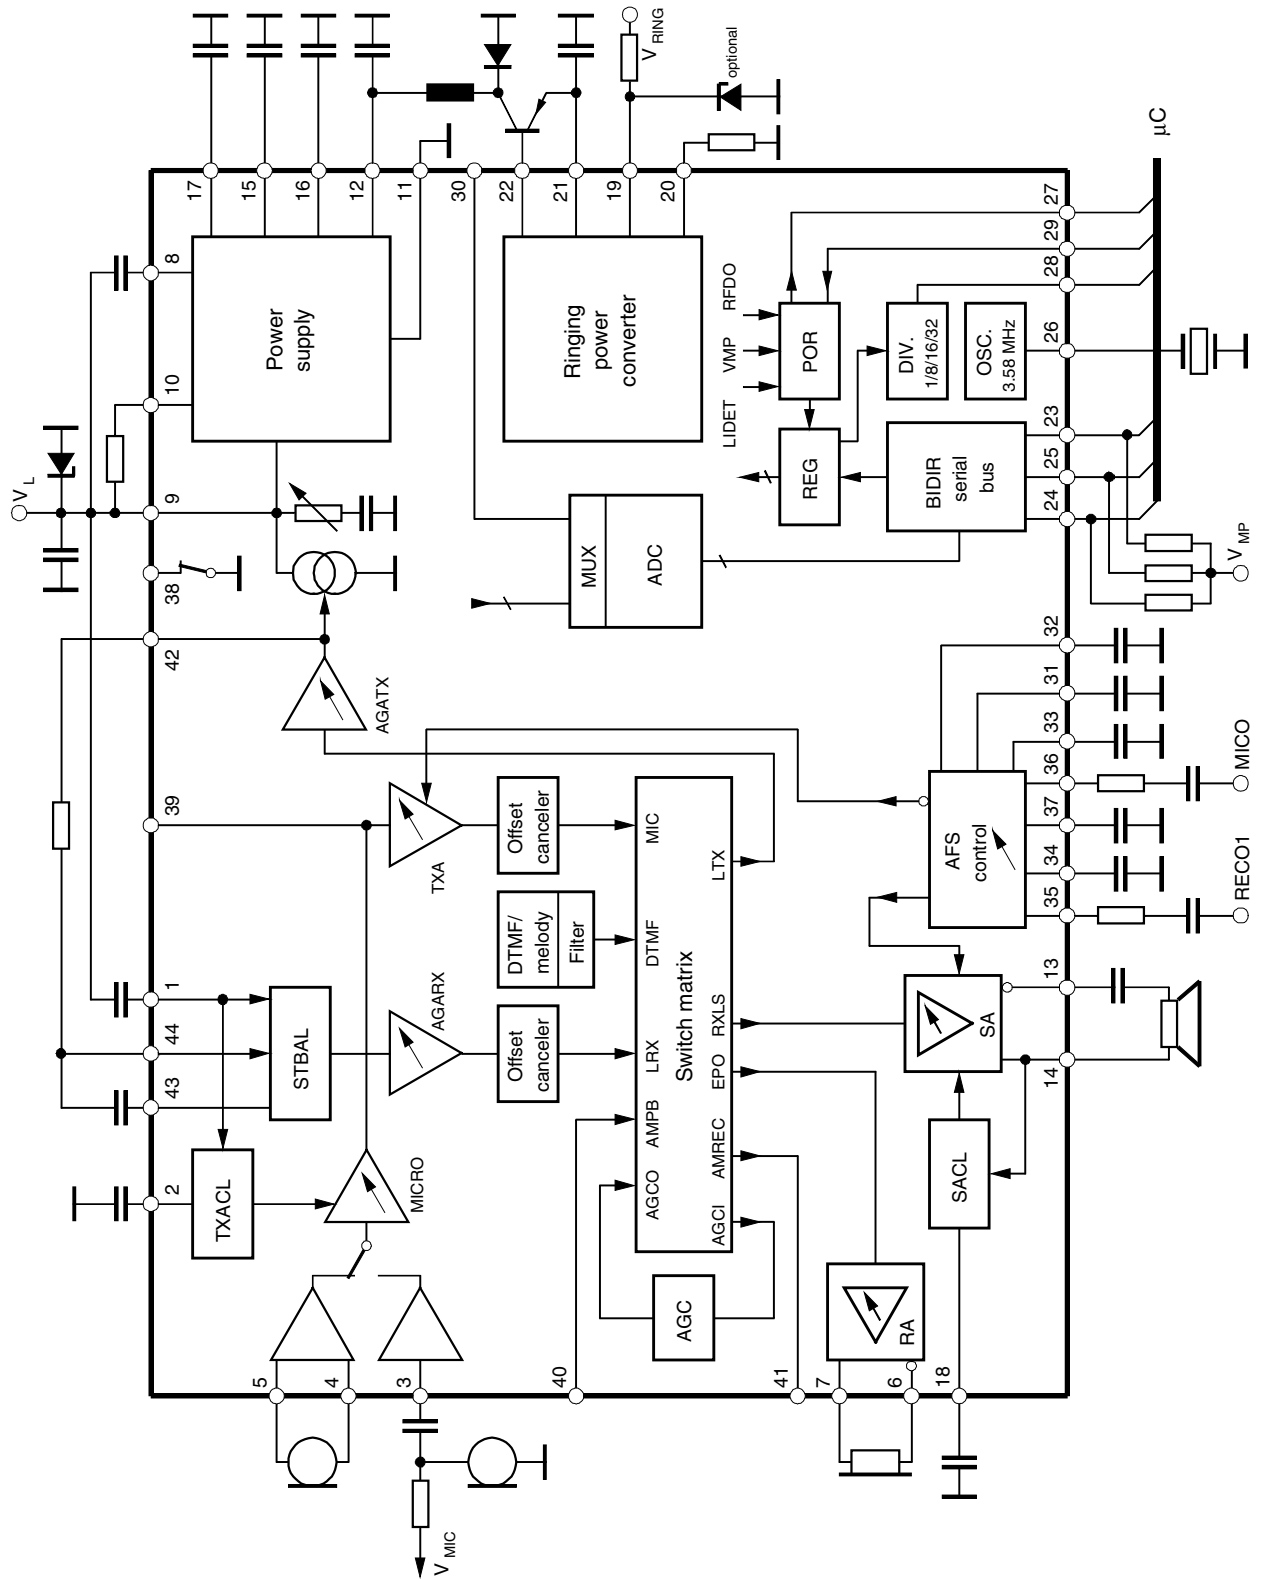 5
4
3
40
41
7
6
18
V MIC
2
43
44
1
39
42
38
9
10
8
V L
TXACL
MICRO
STBAL
AGARX
TXA
AGATX
Offset
canceler
DTMF/
melody
Filter
Offset
canceler
AGCO
AMPB
LRX
DTMF
MIC
Switch matrix
AGCI
AMREC
EPO
RXLS
LTX
AGC
RA
SACL
SA
AFS
control
MUX
ADC
Power
supply
Ringing
power
converter
LIDET
VMP
RFDO
REG
POR
BIDIR
serial
bus
DIV.
1/8/16/32
OSC.
3.58 MHz
17
15
16
12
11
30
22
21
19
20
V RING
optional
14
13
35
34
37
36
33
31
32
24
25
23
26
28
29
27
RECO1
MICO
V MP
µC